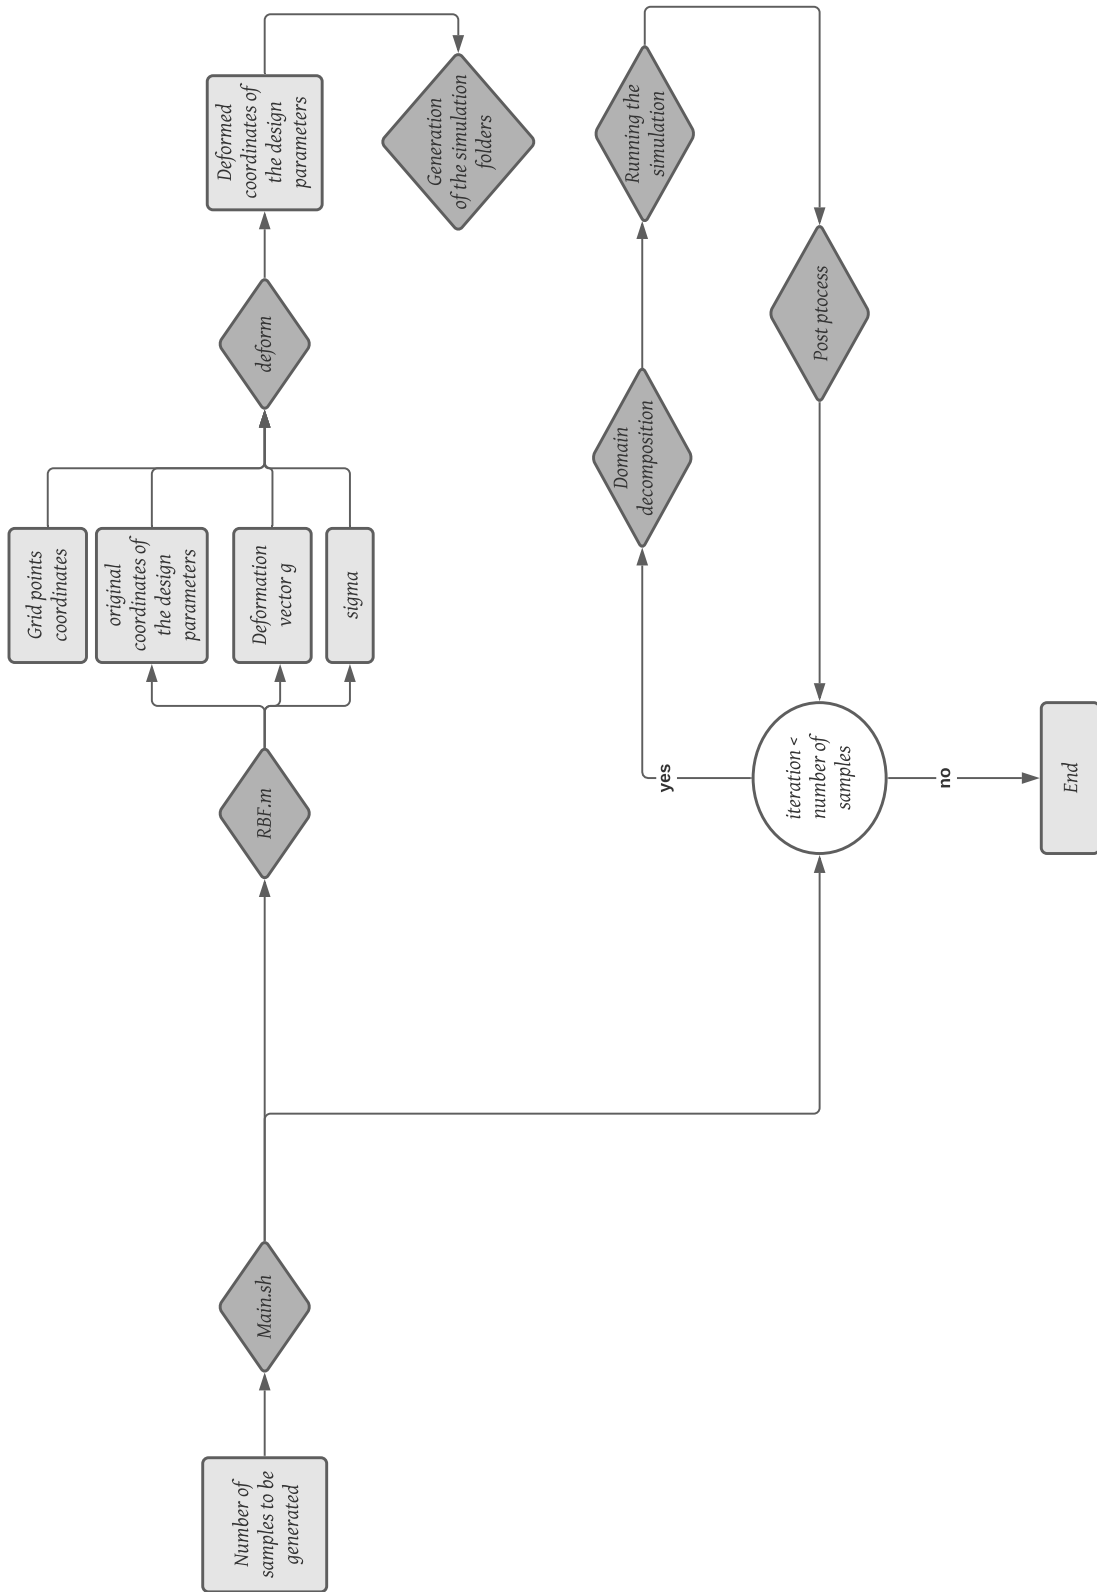 Number of
samples to be
generated
Main.sh
RBF.m
Grid points
coordinates
original
coordinates of
the design
parameters
Deformation
vector g
sigma
deform
Deformed
coordinates of
the design
parameters
Generation
of the simulation
folders
iteration <
number of
samples
yes
Domain
decomposition
Running the
simulation
Post ptocess
no
End